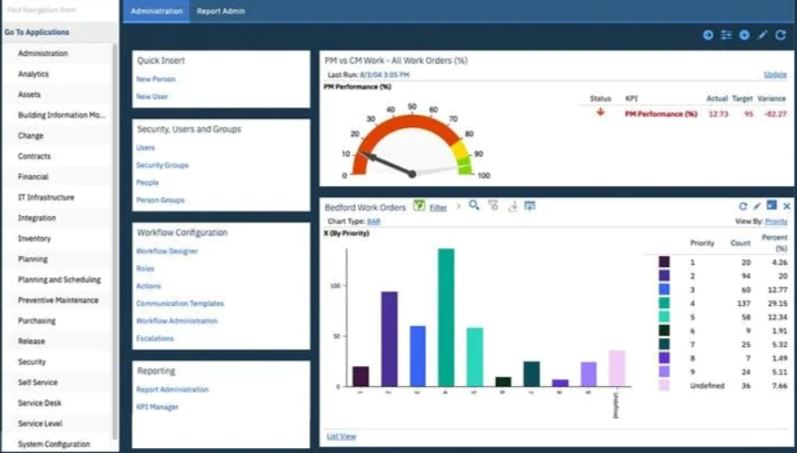 Find Navigation Item
Go To Applications
Administration
Analytics
Assets
Building Information Mo...
Change
Contracts
Financial
IT Infrastructure
Integration
Inventory
Planning
Planning and Scheduling
Preventive Maintenance
Purchasing
Release
Security
Self Service
Service Desk
Service Level
System Configuration
Administration Report Admin
Quick Insert
New Person
New User
Security, Users and Groups
Users
Security Groups
People
Person Groups
Workflow Configuration
Workflow Designer
Roles
Actions
Communication Templates
Workflow Administration
Escalations
Reporting
Report Administration
KPI Manager
PM vs CM Work - All Work Orders (%)
Last Run: 8/3/04 3:05 PM Update
PM Performance (%)
0 10 20 30 40 50 60 70 80 90 100
Status KPI Actual Target Variance
PM Performance (%) 12.73 95 -82.27
Bedford Work Orders Filter
Chart Type: BAR View By: Priority
X (By Priority)
100
50
0
1 2 3 4 5 6 7 8 9 Undefined
Priority Count Percent (%)
1 20 4.26
2 94 20
3 60 12.77
4 137 29.15
5 58 12.34
6 9 1.91
7 25 5.32
8 7 1.49
9 24 5.11
Undefined 36 7.66
List View